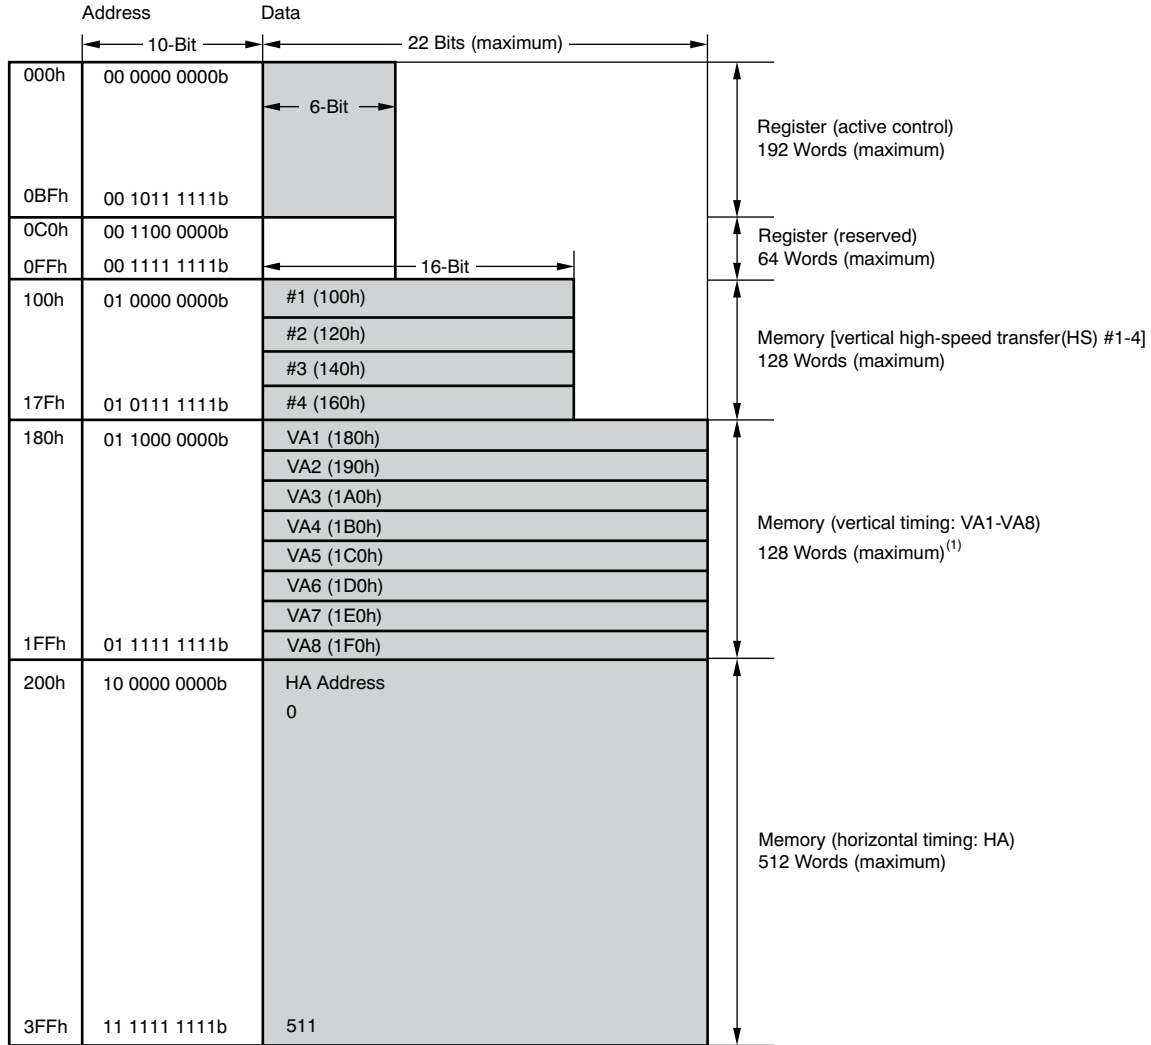 Address Data
10-Bit 22 Bits (maximum)
000h 00 0000 0000b
6-Bit
Register (active control)
192 Words (maximum)
0BFh 00 1011 1111b
0C0h 00 1100 0000b
Register (reserved)
64 Words (maximum)
0FFh 00 1111 1111b
16-Bit
100h 01 0000 0000b #1 (100h)
#2 (120h)
Memory [vertical high-speed transfer(HS) #1-4]
128 Words (maximum)
#3 (140h)
17Fh 01 0111 1111b #4 (160h)
180h 01 1000 0000b VA1 (180h)
VA2 (190h)
VA3 (1A0h)
VA4 (1B0h)
Memory (vertical timing: VA1-VA8)
128 Words (maximum)(1)
VA5 (1C0h)
VA6 (1D0h)
VA7 (1E0h)
1FFh 01 1111 1111b VA8 (1F0h)
200h 10 0000 0000b HA Address
0
Memory (horizontal timing: HA)
512 Words (maximum)
3FFh 11 1111 1111b 511